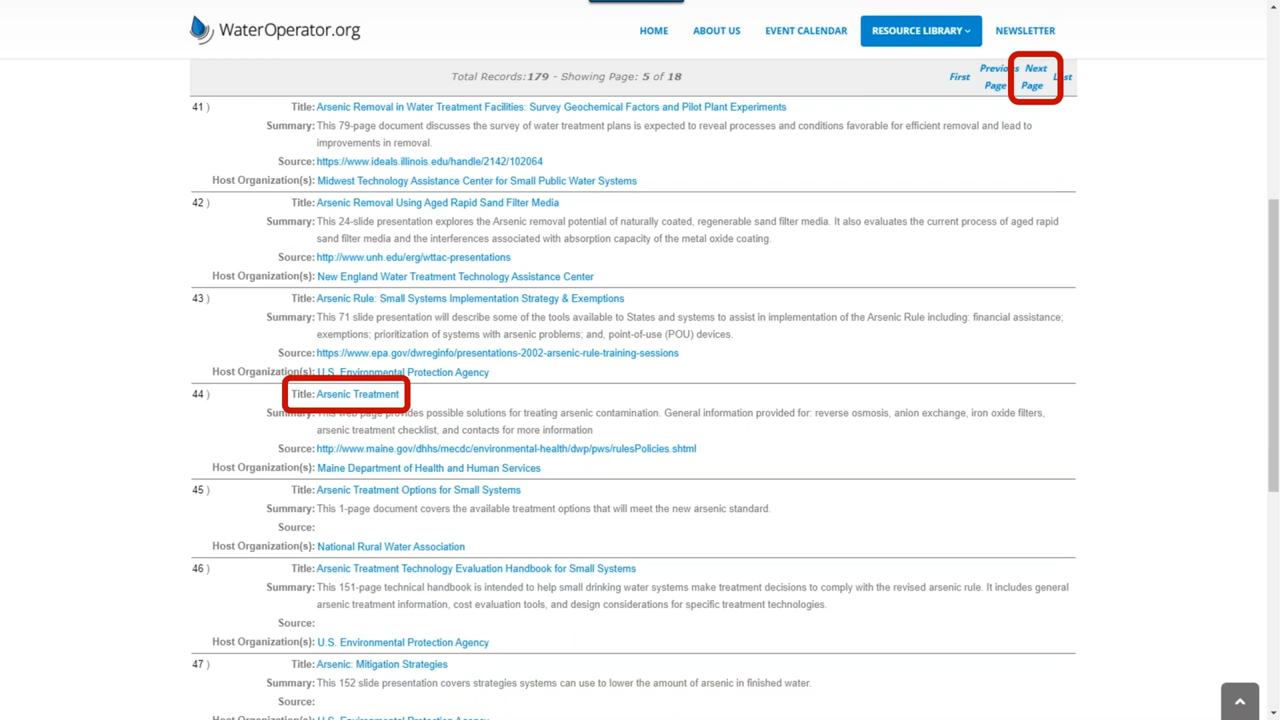 WaterOperator.org
HOME ABOUT US EVENT CALENDAR RESOURCE LIBRARY NEWSLETTER
Total Records:179 - Showing Page: 5 of 18
First Previous Page Next Page Last
41 ) Title: Arsenic Removal in Water Treatment Facilities: Survey Geochemical Factors and Pilot Plant Experiments
Summary: This 79-page document discusses the survey of water treatment plans is expected to reveal processes and conditions favorable for efficient removal and lead to
improvements in removal.
Source: https://www.ideals.illinois.edu/handle/2142/102064
Host Organization(s): Midwest Technology Assistance Center for Small Public Water Systems
42 ) Title: Arsenic Removal Using Aged Rapid Sand Filter Media
Summary: This 24-slide presentation explores the Arsenic removal potential of naturally coated, regenerable sand filter media. It also evaluates the current process of aged rapid
sand filter media and the interferences associated with absorption capacity of the metal oxide coating.
Source: http://www.unh.edu/erg/wttac-presentations
Host Organization(s): New England Water Treatment Technology Assistance Center
43 ) Title: Arsenic Rule: Small Systems Implementation Strategy & Exemptions
Summary: This 71 slide presentation will describe some of the tools available to States and systems to assist in implementation of the Arsenic Rule including: financial assistance;
exemptions; prioritization of systems with arsenic problems; and, point-of-use (POU) devices.
Source: https://www.epa.gov/dwreginfo/presentations-2002-arsenic-rule-training-sessions
Host Organization(s): U.S. Environmental Protection Agency
44 ) Title: Arsenic Treatment
Summary: This web page provides possible solutions for treating arsenic contamination. General information provided for: reverse osmosis, anion exchange, iron oxide filters,
arsenic treatment checklist, and contacts for more information
Source: http://www.maine.gov/dhhs/mecdc/environmental-health/dwp/pws/rulesPolicies.shtml
Host Organization(s): Maine Department of Health and Human Services
45 ) Title: Arsenic Treatment Options for Small Systems
Summary: This 1-page document covers the available treatment options that will meet the new arsenic standard.
Source:
Host Organization(s): National Rural Water Association
46 ) Title: Arsenic Treatment Technology Evaluation Handbook for Small Systems
Summary: This 151-page technical handbook is intended to help small drinking water systems make treatment decisions to comply with the revised arsenic rule. It includes general
arsenic treatment information, cost evaluation tools, and design considerations for specific treatment technologies.
Source:
Host Organization(s): U.S. Environmental Protection Agency
47 ) Title: Arsenic: Mitigation Strategies
Summary: This 152 slide presentation covers strategies systems can use to lower the amount of arsenic in finished water.
Source:
Host Organization(s): U.S. Environmental Protection Agency